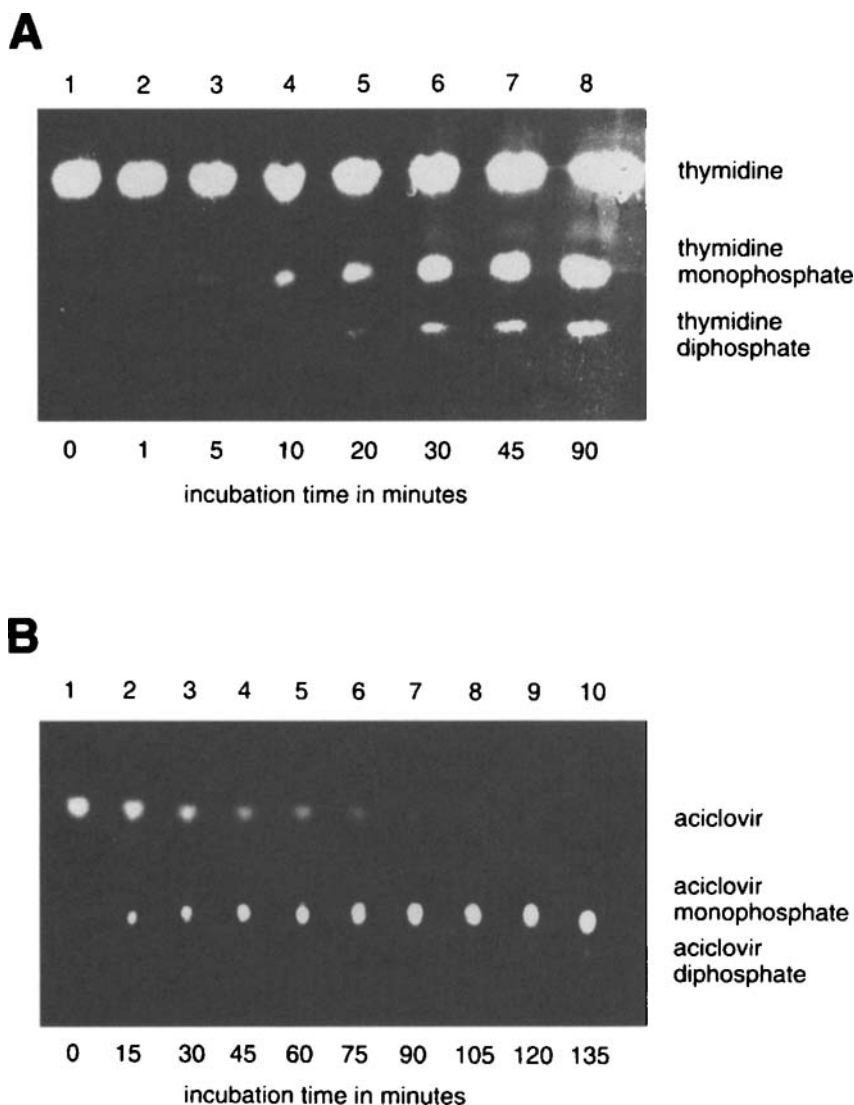 A
1 2 3 4 5 6 7 8
thymidine
thymidine
monophosphate
thymidine
diphosphate
0 1 5 10 20 30 45 90
incubation time in minutes
B
1 2 3 4 5 6 7 8 9 10
aciclovir
aciclovir
monophosphate
aciclovir
diphosphate
0 15 30 45 60 75 90 105 120 135
incubation time in minutes